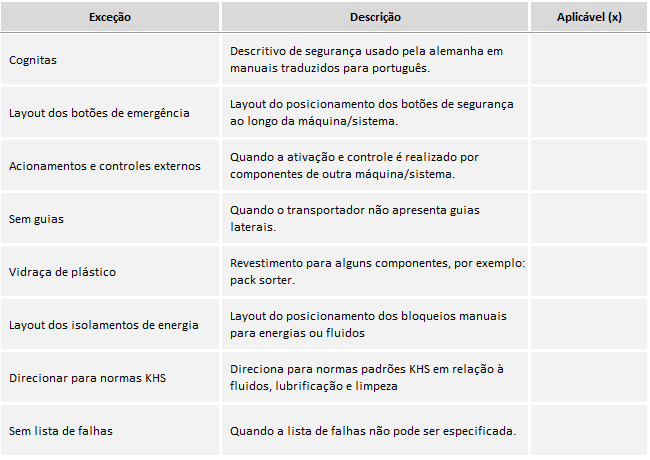 Exceção Descrição Aplicável (x)
Cognitas
Descritivo de segurança usado pela alemanha em
manuais traduzidos para português.
Layout dos botões de emergência
Layout do posicionamento dos botões de segurança
ao longo da máquina/sistema.
Acionamentos e controles externos
Quando a ativação e controle é realizado por
componentes de outra máquina/sistema.
Sem guias
Quando o transportador não apresenta guias
laterais.
Vidraça de plástico
Revestimento para alguns componentes, por exemplo:
pack sorter.
Layout dos isolamentos de energia
Layout do posicionamento dos bloqueios manuais
para energias ou fluidos
Direcionar para normas KHS
Direciona para normas padrões KHS em relação à
fluidos, lubrificação e limpeza
Sem lista de falhas
Quando a lista de falhas não pode ser especificada.